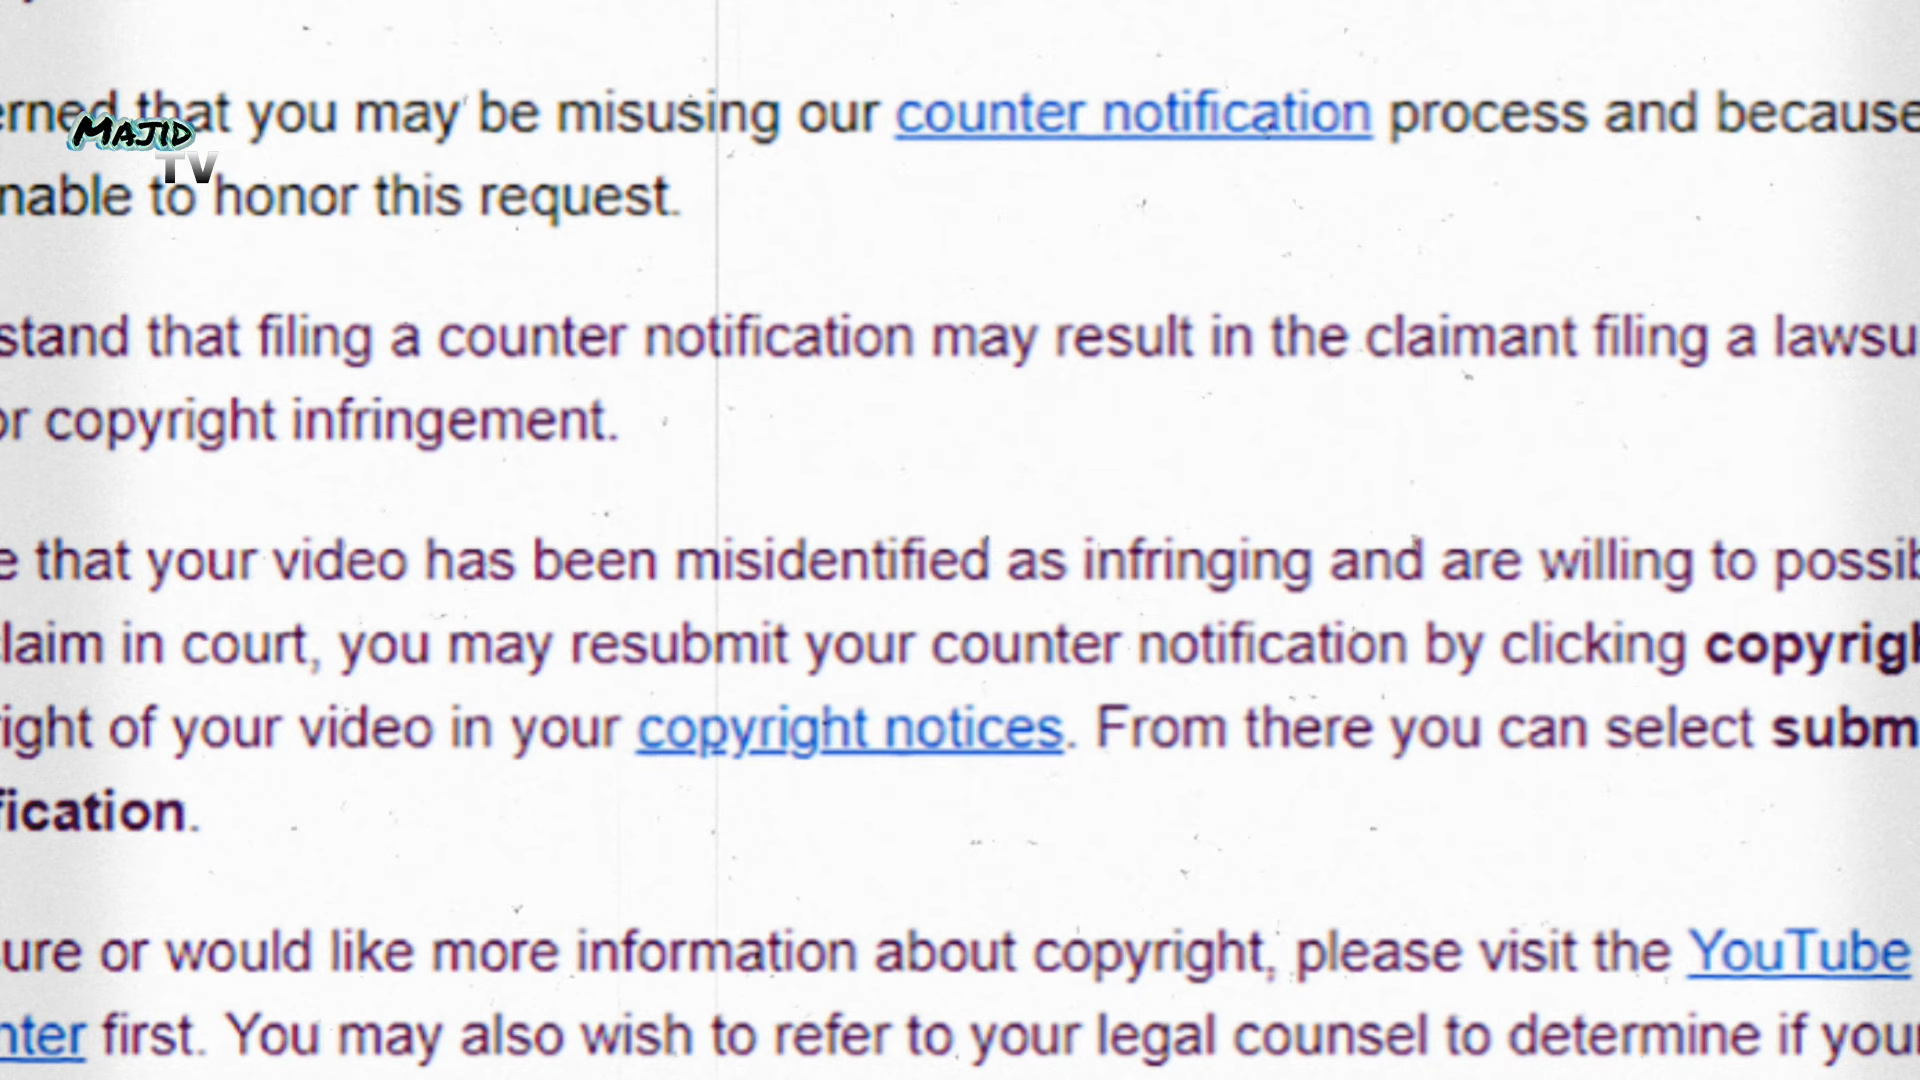 erned that you may be misusing our counter notification process and because
MAJID
TV
nable to honor this request.
stand that filing a counter notification may result in the claimant filing a lawsu
or copyright infringement.
e that your video has been misidentified as infringing and are willing to possib
claim in court, you may resubmit your counter notification by clicking copyrigh
ight of your video in your copyright notices. From there you can select subm
fication.
ure or would like more information about copyright, please visit the YouTube
nter first. You may also wish to refer to your legal counsel to determine if your